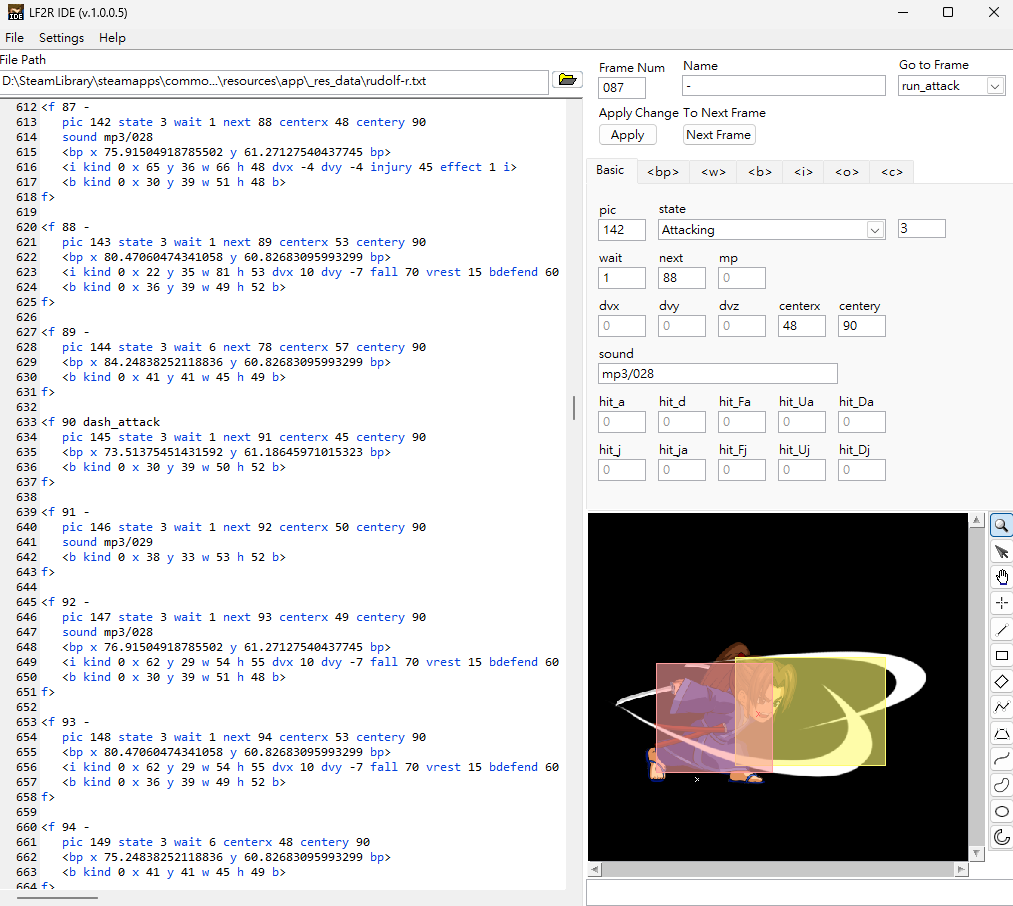 LF2R IDE (v.1.0.0.5)
File Settings Help
File Path
D:\SteamLibrary\steamapps\commo...\resources\app\_res_data\rudolf-r.txt
612 <f 87 -
613 pic 142 state 3 wait 1 next 88 centerx 48 centery 90
614 sound mp3/028
615 <bp x 75.91504918785502 y 61.27127540437745 bp>
616 <i kind 0 x 65 y 36 w 66 h 48 dvx -4 dvy -4 injury 45 effect 1 i>
617 <b kind 0 x 30 y 39 w 51 h 48 b>
618 f>
619
620 <f 88 -
621 pic 143 state 3 wait 1 next 89 centerx 53 centery 90
622 <bp x 80.47060474341058 y 60.82683095993299 bp>
623 <i kind 0 x 22 y 35 w 81 h 53 dvx 10 dvy -7 fall 70 vrest 15 bdefend 60
624 <b kind 0 x 36 y 39 w 49 h 52 b>
625 f>
626
627 <f 89 -
628 pic 144 state 3 wait 6 next 78 centerx 57 centery 90
629 <bp x 84.24838252118836 y 60.82683095993299 bp>
630 <b kind 0 x 41 y 41 w 45 h 49 b>
631 f>
632
633 <f 90 dash_attack
634 pic 145 state 3 wait 1 next 91 centerx 45 centery 90
635 <bp x 73.51375451431592 y 61.18645971015323 bp>
636 <b kind 0 x 30 y 39 w 50 h 52 b>
637 f>
638
639 <f 91 -
640 pic 146 state 3 wait 1 next 92 centerx 50 centery 90
641 sound mp3/029
642 <b kind 0 x 38 y 33 w 53 h 52 b>
643 f>
644
645 <f 92 -
646 pic 147 state 3 wait 1 next 93 centerx 49 centery 90
647 sound mp3/028
648 <bp x 76.91504918785502 y 61.27127540437745 bp>
649 <i kind 0 x 62 y 29 w 54 h 55 dvx 10 dvy -7 fall 70 vrest 15 bdefend 60
650 <b kind 0 x 30 y 39 w 51 h 48 b>
651 f>
652
653 <f 93 -
654 pic 148 state 3 wait 1 next 94 centerx 53 centery 90
655 <bp x 80.47060474341058 y 60.82683095993299 bp>
656 <i kind 0 x 62 y 29 w 54 h 55 dvx 10 dvy -7 fall 70 vrest 15 bdefend 60
657 <b kind 0 x 36 y 39 w 49 h 52 b>
658 f>
659
660 <f 94 -
661 pic 149 state 3 wait 6 centerx 48 centery 90
662 <bp x 75.24838252118836 y 60.82683095993299 bp>
663 <b kind 0 x 41 y 41 w 45 h 49 b>
664 f>
Frame Num Name Go to Frame
087 - run_attack
Apply Change To Next Frame
Apply Next Frame
Basic <bp> <w> <b> <i> <o> <c>
pic state
142 Attacking 3
wait next mp
1 88 0
dvx dvy dvz centerx centery
0 0 0 48 90
sound
mp3/028
hit_a hit_d hit_Fa hit_Ua hit_Da
0 0 0 0 0
hit_j hit_ja hit_Fj hit_Uj hit_Dj
0 0 0 0 0